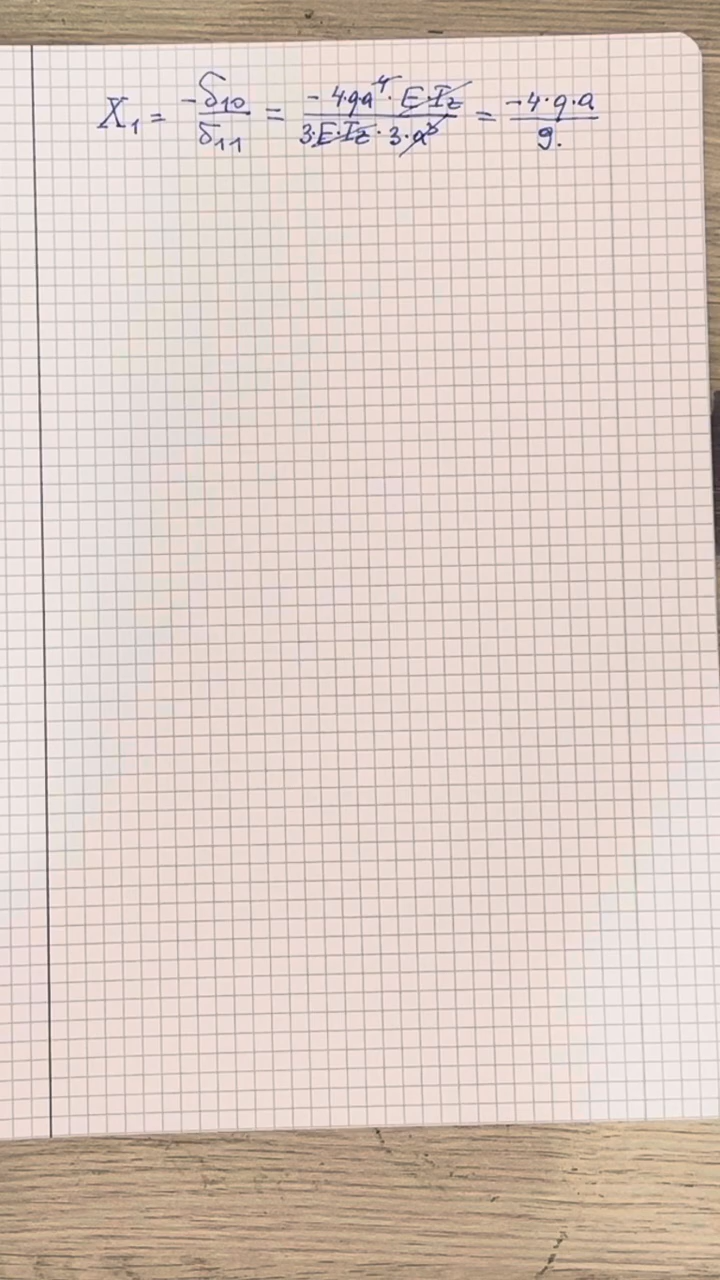 X₁ = -δ₁₀/δ₁₁ = -4·q·a⁴·E·I_z/3·E·I_z·3·a³ = -4·q·a/9.